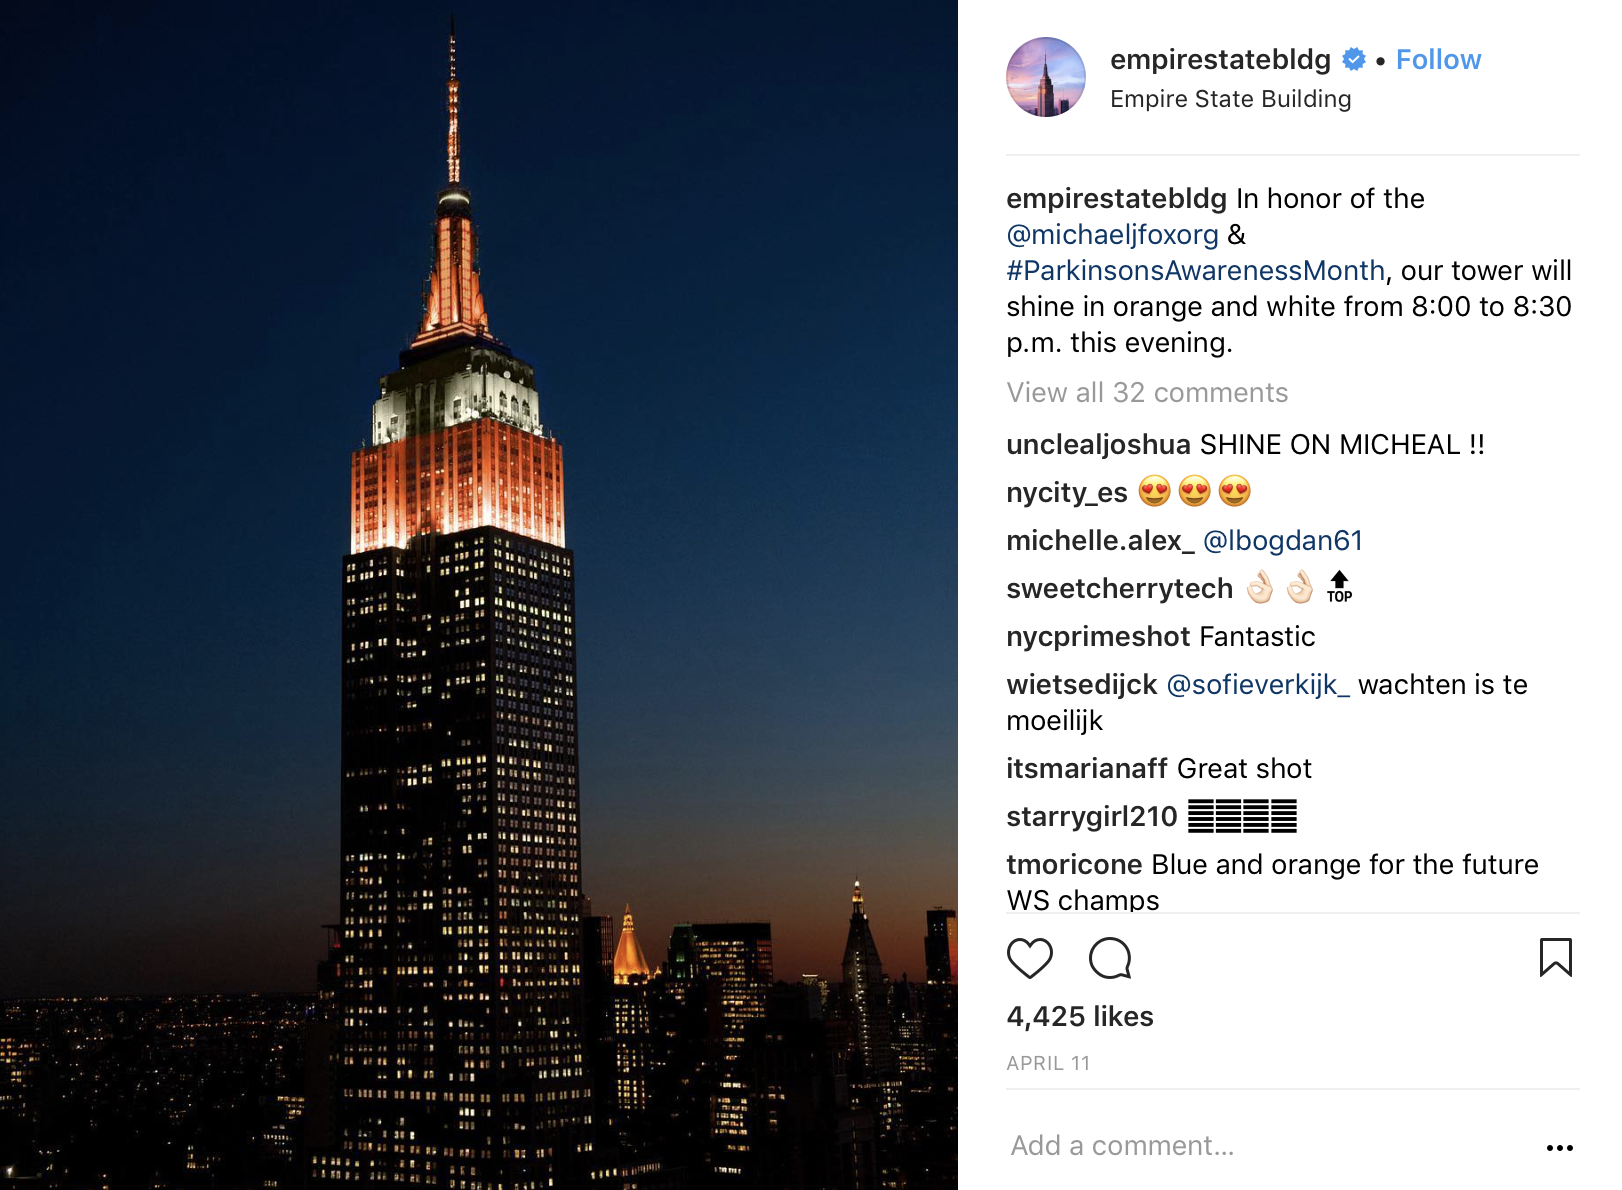 empirestatebldg • Follow
Empire State Building
empirestatebldg In honor of the
@michaeljfoxorg &
#ParkinsonsAwarenessMonth, our tower will
shine in orange and white from 8:00 to 8:30
p.m. this evening.
View all 32 comments
unclealjoshua SHINE ON MICHEAL !!
nycity_es 😍😍😍
michelle.alex_ @lbogdan61
sweetcherrytech 👌🏻👌🏻🔝
nycprimeshot Fantastic
wietsedijck @sofieverkijk_ wachten is te
moeilijk
itsmarianaff Great shot
starrygirl210
tmoricone Blue and orange for the future
WS champs
4,425 likes
APRIL 11
Add a comment...